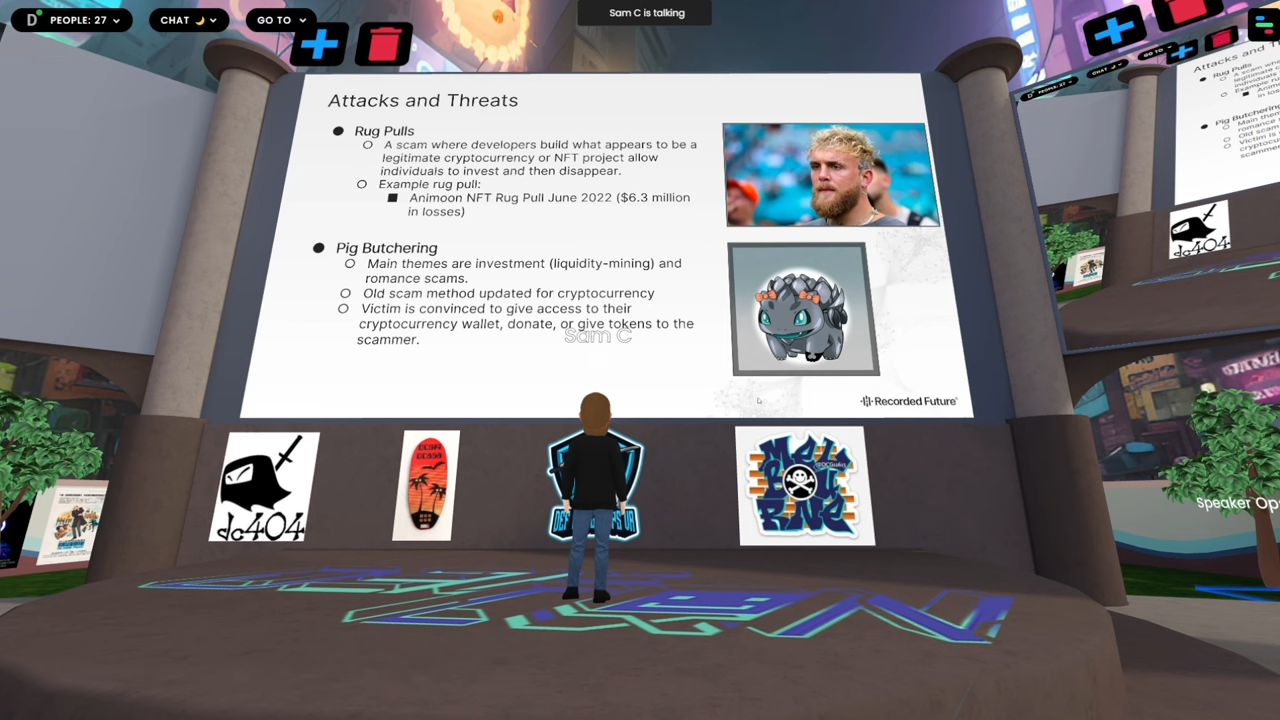 PEOPLE: 27
CHAT
GO TO
Sam C is talking
Attacks and Threats
Rug Pulls
A scam where developers build what appears to be a
legitimate cryptocurrency or NFT project allow
individuals to invest and then disappear.
Example rug pull:
Animoon NFT Rug Pull June 2022 ($6.3 million
in losses)
Pig Butchering
Main themes are investment (liquidity-mining) and
romance scams.
Old scam method updated for cryptocurrency
Victim is convinced to give access to their
cryptocurrency wallet, donate, or give tokens to the
scammer.
Sam C
Recorded Future
dc404
dc404
Speaker Op